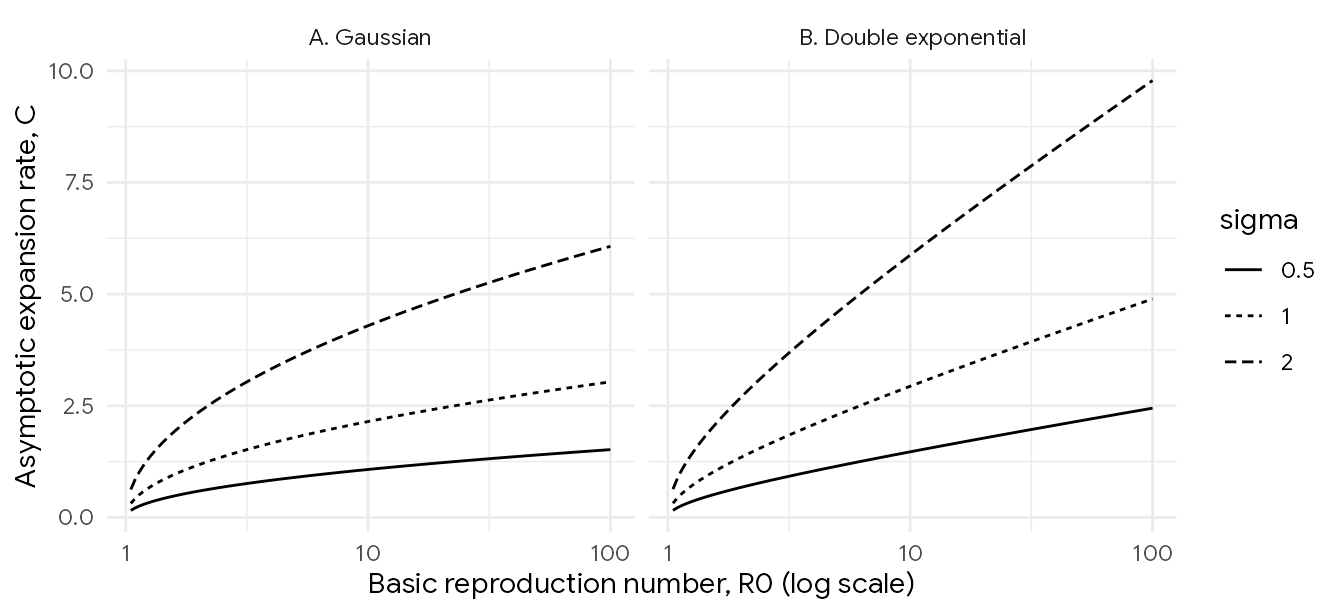 A. Gaussian
B. Double exponential
Asymptotic expansion rate, C
10.0
7.5
5.0
2.5
0.0
1
10
100
1
10
100
Basic reproduction number, R0 (log scale)
sigma
0.5
1
2